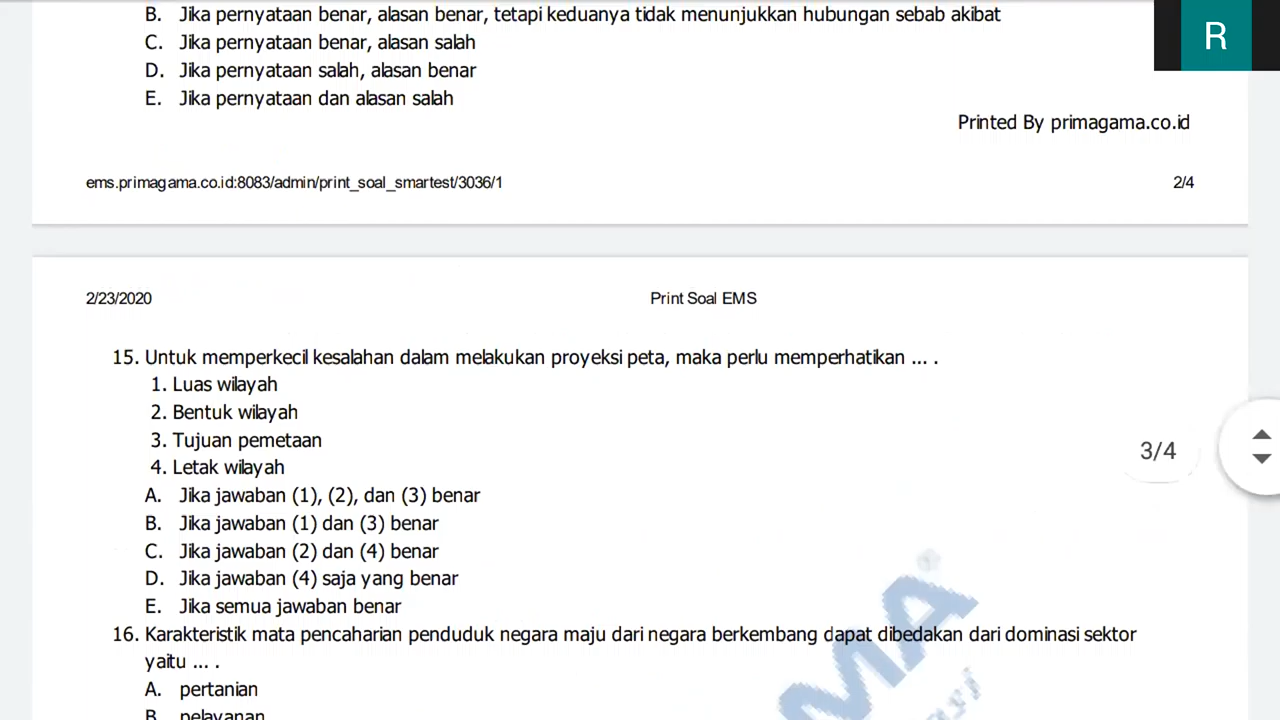 B. Jika pernyataan benar, alasan benar, tetapi keduanya tidak menunjukkan hubungan sebab akibat
R
C. Jika pernyataan benar, alasan salah
D. Jika pernyataan salah, alasan benar
E. Jika pernyataan dan alasan salah
Printed By primagama.co.id
ems.primagama.co.id:8083/admin/print_soal_smartest/3036/1
2/4
2/23/2020
Print Soal EMS
15. Untuk memperkecil kesalahan dalam melakukan proyeksi peta, maka perlu memperhatikan ... .
1. Luas wilayah
2. Bentuk wilayah
3. Tujuan pemetaan
3/4
4. Letak wilayah
A. Jika jawaban (1), (2), dan (3) benar
B. Jika jawaban (1) dan (3) benar
C. Jika jawaban (2) dan (4) benar
D. Jika jawaban (4) saja yang benar
E. Jika semua jawaban benar
16. Karakteristik mata pencaharian penduduk negara maju dari negara berkembang dapat dibedakan dari dominasi sektor
yaitu ... .
A. pertanian
B. pelayanan
MA